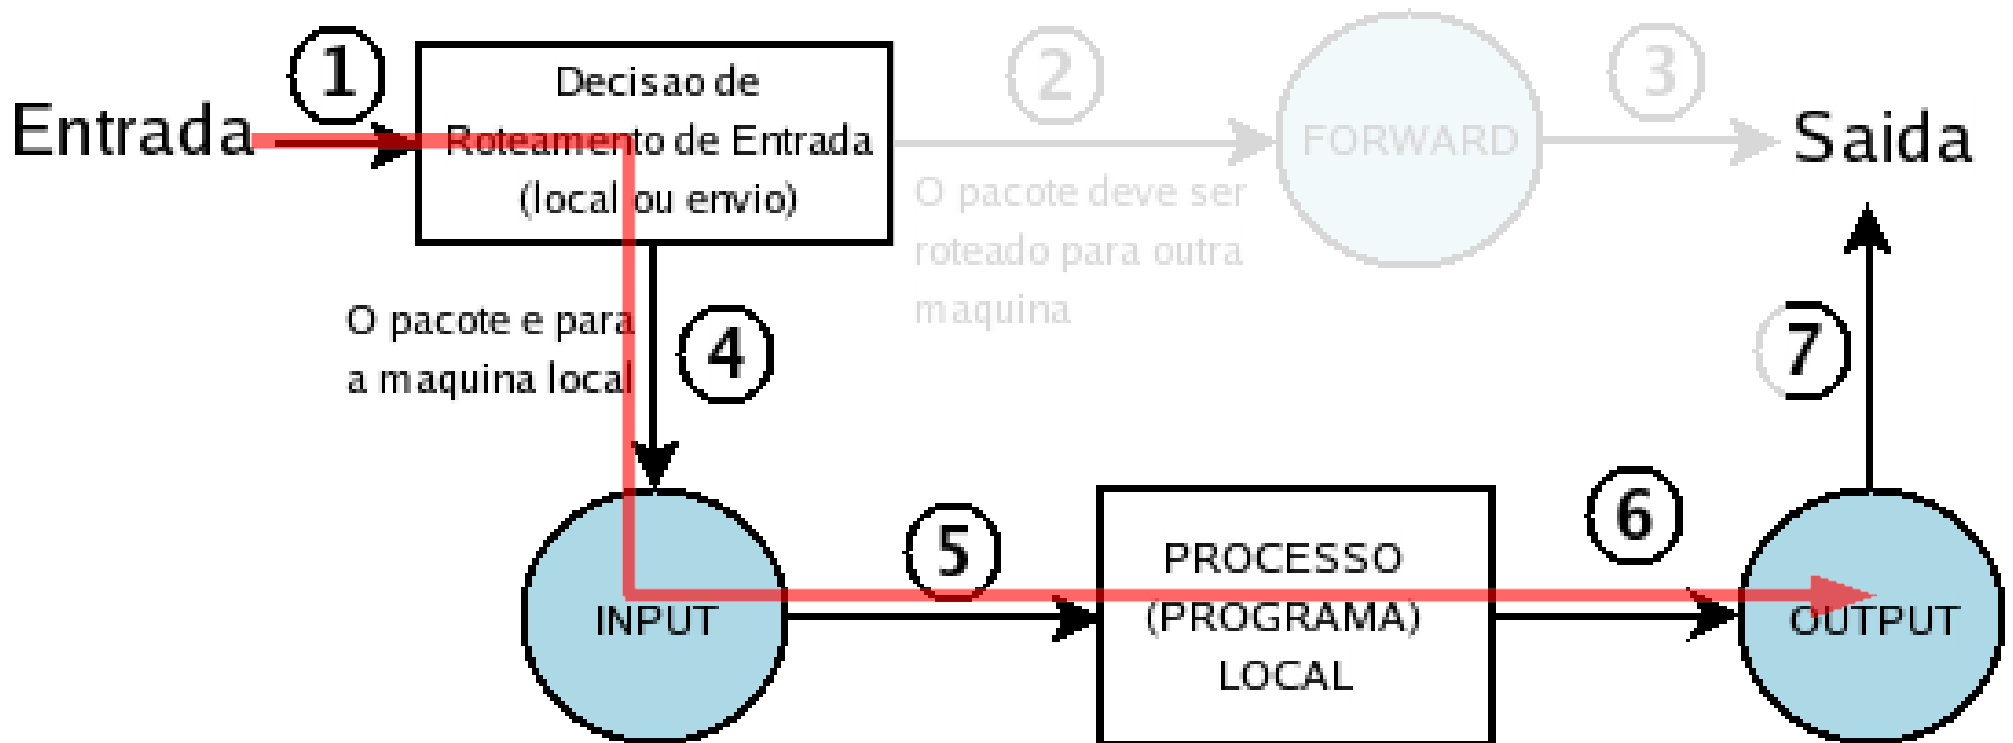 Entrada
1
Decisao de
Roteamento de Entrada
(local ou envio)
2
O pacote deve ser
roteado para outra
maquina
FORWARD
3
Saida
O pacote e para
a maquina local
4
INPUT
5
PROCESSO
(PROGRAMA)
LOCAL
6
OUTPUT
7